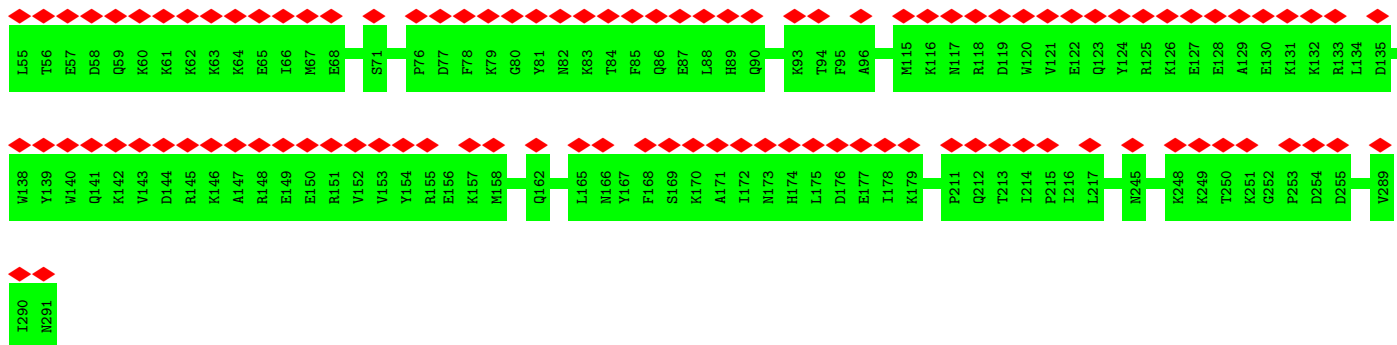 L55 T56 E57 D58 Q59 K60 K61 K62 K63 K64 E65 I66 M67 E68 S71 P76 D77 F78 K79 G80 Y81 N82 K83 T84 F85 Q86 E87 L88 H89 Q90 K93 T94 F95 A96 M115 K116 N117 R118 D119 W120 V121 E122 Q123 Y124 R125 K126 E127 E128 A129 E130 K131 K132 R133 L134 D135
W138 Y139 W140 Q141 K142 V143 D144 R145 K146 A147 R148 E149 E150 R151 V152 V153 Y154 R155 E156 K157 M158 Q162 L165 N166 Y167 F168 S169 K170 A171 I172 N173 H174 L175 D176 E177 I178 K179 P211 Q212 T213 I214 P215 I216 L217 N245 K248 K249 T250 K251 G252 P253 D254 D255 V289
I290 N291